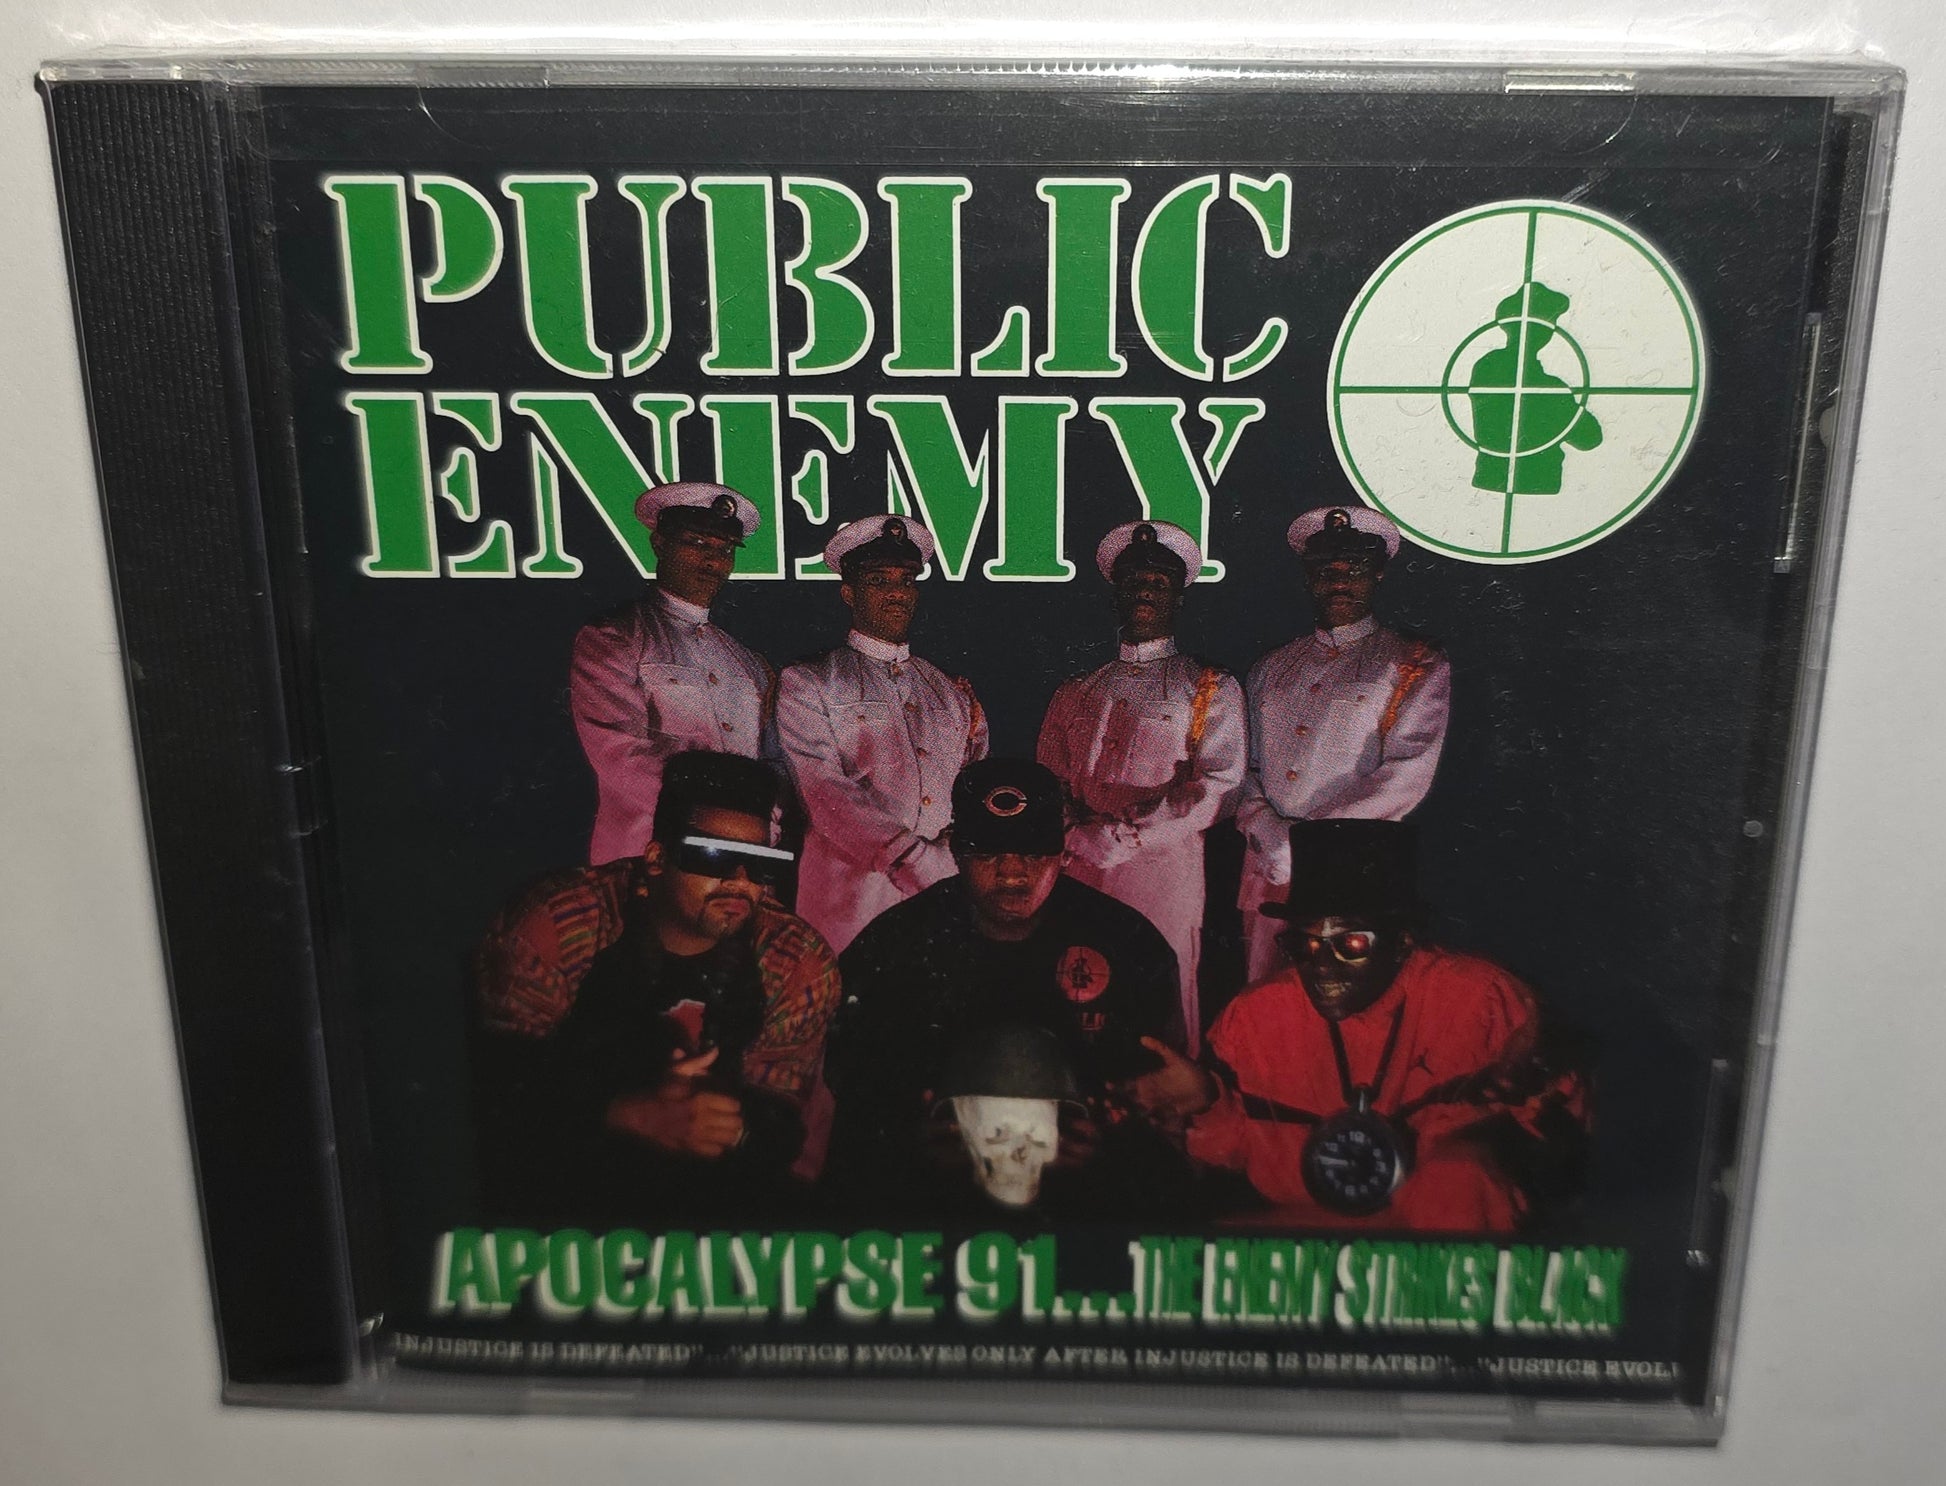 PUBLIC
ENEMY
C
APOCALYPSE 91....THE ENEMY STRIKES BLACK
INJUSTICE IS DEFEATED"..."JUSTICE EVOLVES ONLY AFTER INJUSTICE IS DEFEATED"..."JUSTICE EVOL